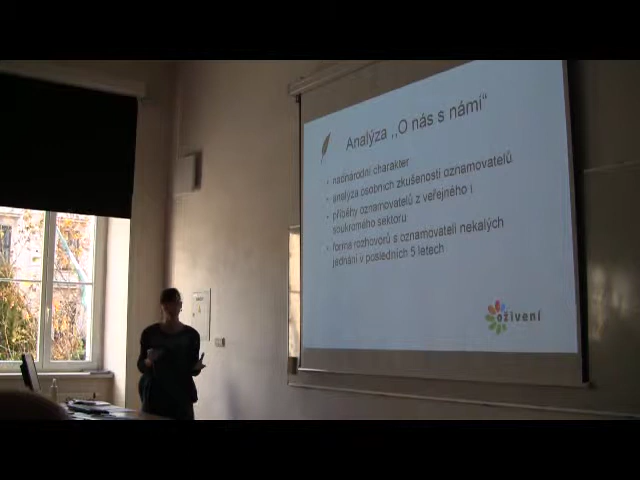 Analýza ,,O nás s námi“
• nadnárodní charakter
• analýza osobních zkušeností oznamovatelů
• příběhy oznamovatelů z veřejného i
soukromého sektoru
• forma rozhovorů s oznamovateli nekalých
jednání v posledních 5 letech
oživení